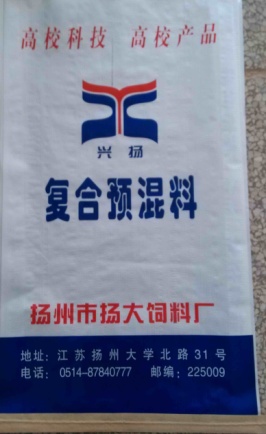 高校科技 高校产品
兴扬
复合预混料
扬州市扬大饲料厂
地址：江苏扬州大学北路31号
电话：0514-87840777 邮编：225009